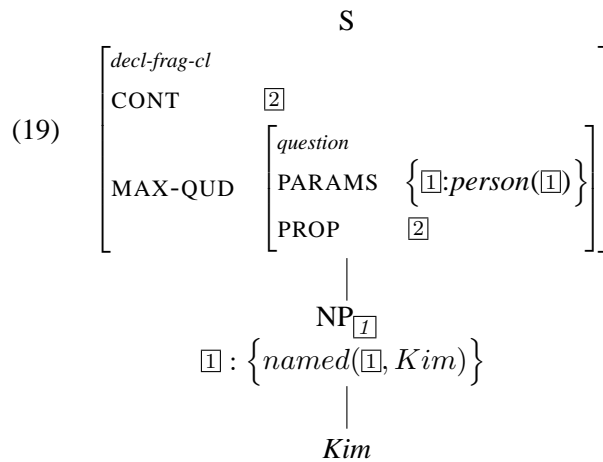 S
decl-frag-cl
CONT 2
(19)
MAX-QUD
question
PARAMS {1:person(1)}
PROP 2
NP1
1 : {named(1, Kim)}
Kim